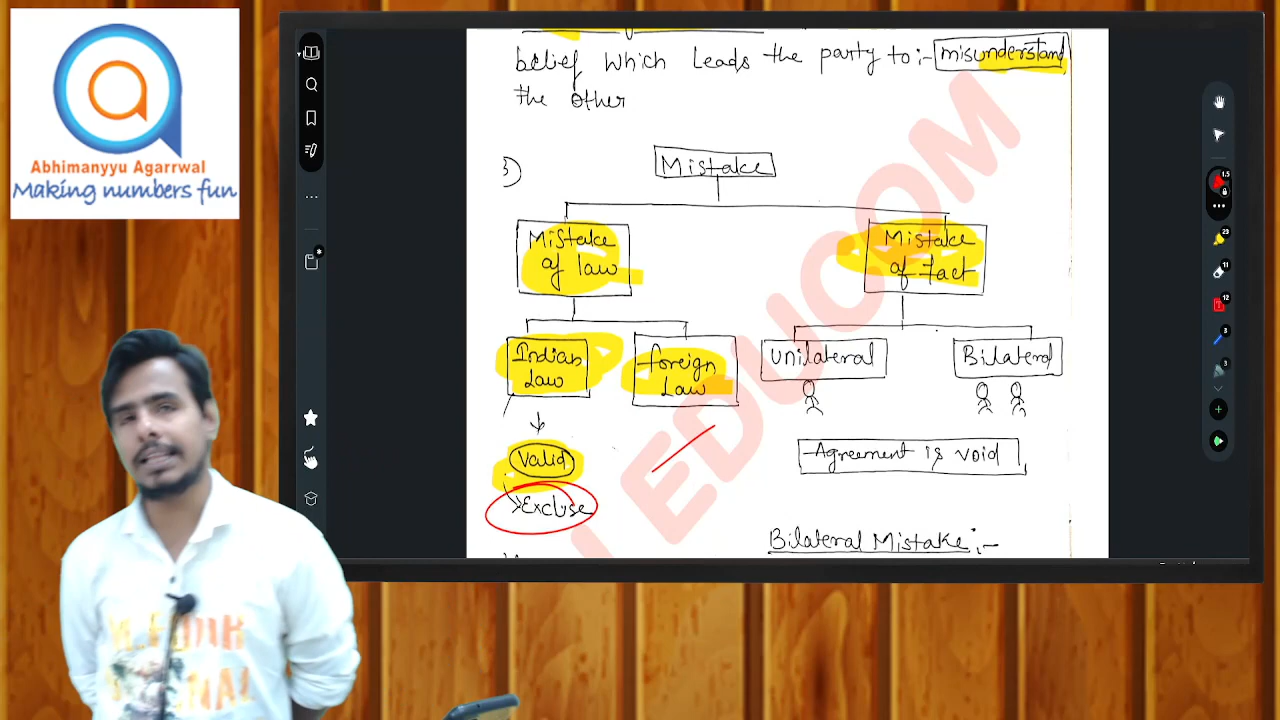 Abhimanyyu Agarrwal
Making numbers fun
belief which leads the party to:- misunderstand
the other
3)
Mistake
Mistake
of law
Mistake
of fact
Indian
Law
foreign
Law
unilateral
Bilateral
Valid
Excuse
Agreement is void
Bilateral Mistake:-
EDUCOM